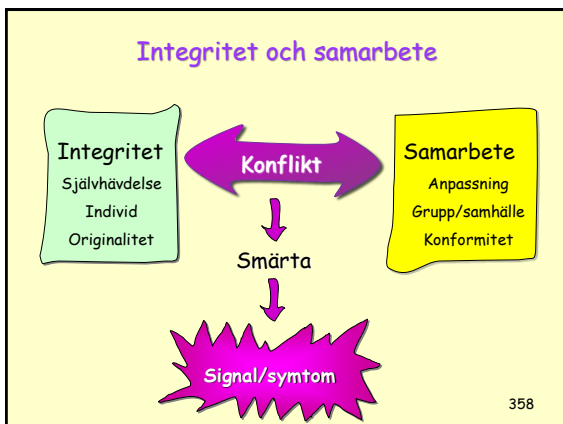 Integritet och samarbete
Integritet
Självhävdelse
Individ
Originalitet
Konflikt
Samarbete
Anpassning
Grupp/samhälle
Konformitet
Smärta
Signal/symtom
358